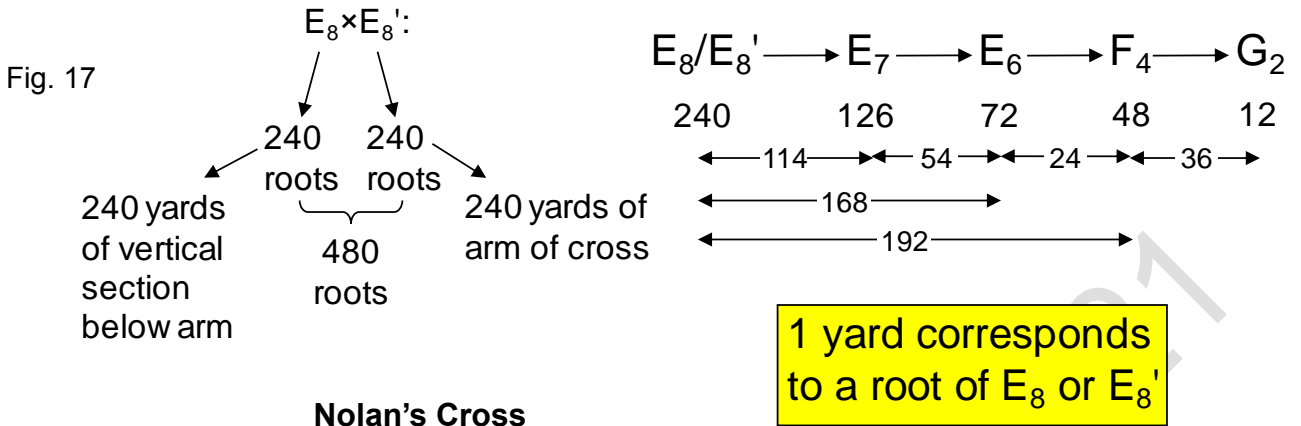 Fig. 17
E₈×E₈':
240 240
roots roots
240 yards
of vertical
section
below arm
480
roots
240 yards of
arm of cross
E₈/E₈' E₇ E₆ F₄ G₂
240 126 72 48 12
114 54 24 36
168
192
1 yard corresponds
to a root of E₈ or E₈'
Nolan's Cross
21